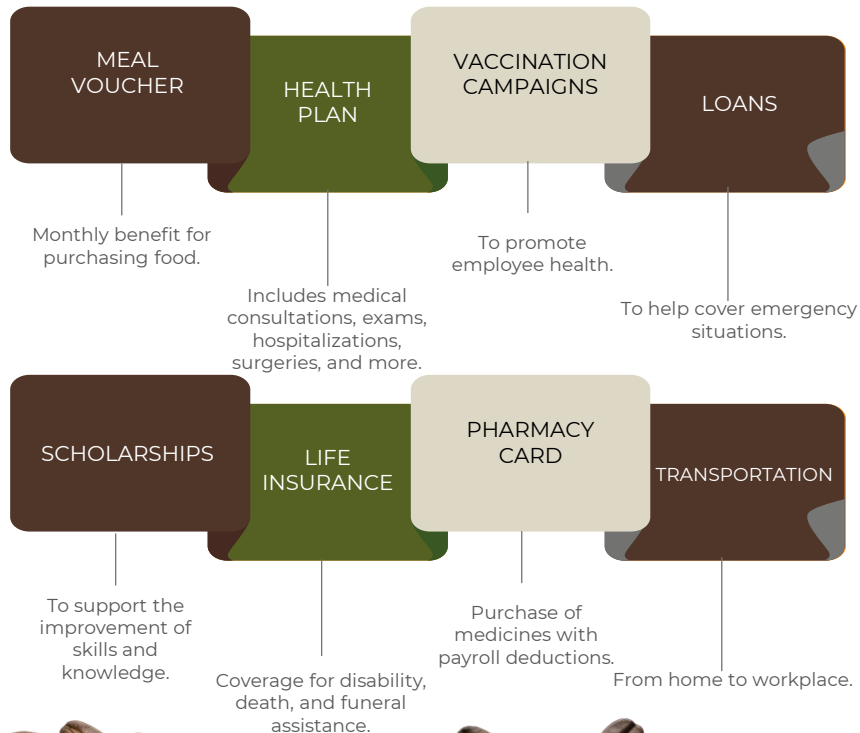 MEAL
VOUCHER
Monthly benefit for
purchasing food.
HEALTH
PLAN
Includes medical
consultations, exams,
hospitalizations,
surgeries, and more.
VACCINATION
CAMPAIGNS
To promote
employee health.
LOANS
To help cover emergency
situations.
SCHOLARSHIPS
To support the
improvement of
skills and
knowledge.
LIFE
INSURANCE
Coverage for disability,
death, and funeral
assistance.
PHARMACY
CARD
Purchase of
medicines with
payroll deductions.
TRANSPORTATION
From home to workplace.